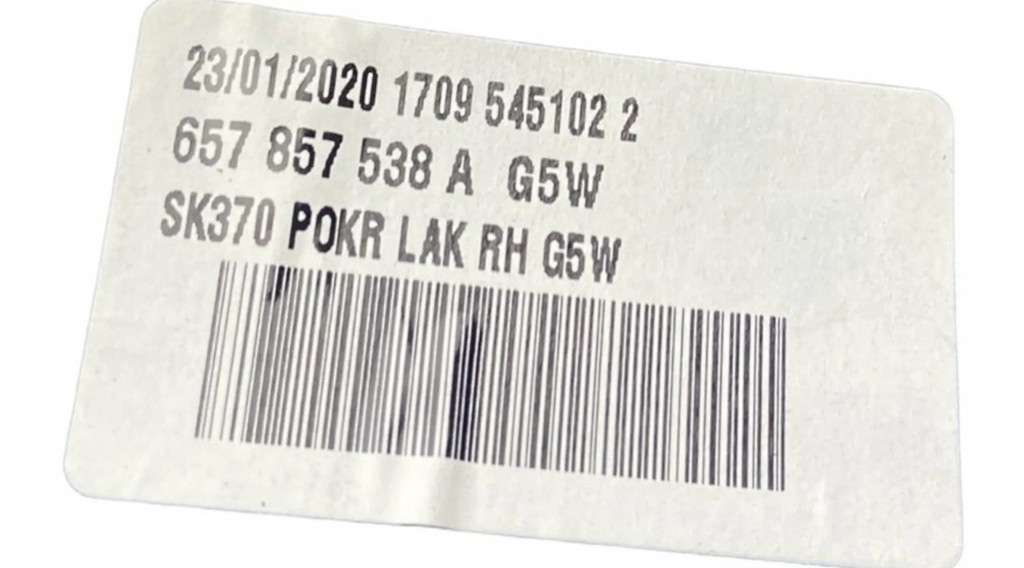 23/01/2020 1709 545102 2
657 857 538 A G5W
SK370 POKR LAK RH G5W